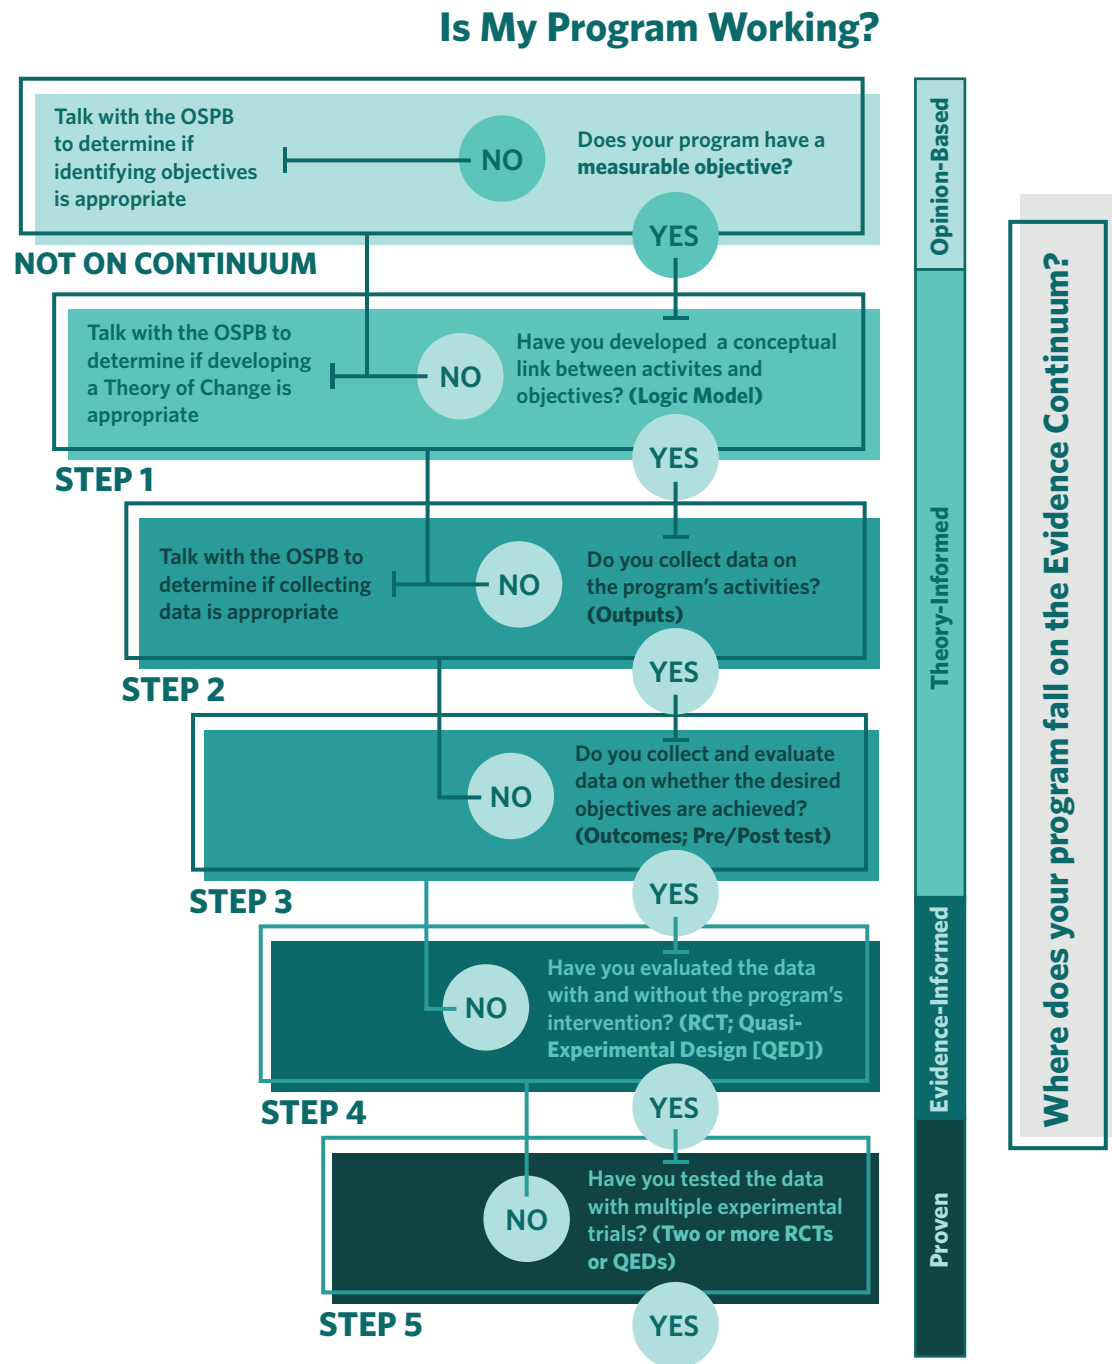 Is My Program Working?
Talk with the OSPB
to determine if
identifying objectives
is appropriate
NO
Does your program have a
measurable objective?
YES
NOT ON CONTINUUM
Talk with the OSPB to
determine if developing
a Theory of Change is
appropriate
NO
Have you developed a conceptual
link between activites and
objectives? (Logic Model)
YES
STEP 1
Talk with the OSPB to
determine if collecting
data is appropriate
NO
Do you collect data on
the program's activities?
(Outputs)
YES
STEP 2
NO
Do you collect and evaluate
data on whether the desired
objectives are achieved?
(Outcomes; Pre/Post test)
YES
STEP 3
NO
Have you evaluated the data
with and without the program's
intervention? (RCT; Quasi-
Experimental Design [QED])
YES
STEP 4
NO
Have you tested the data
with multiple experimental
trials? (Two or more RCTs
or QEDs)
YES
STEP 5
Opinion-Based
Theory-Informed
Evidence-Informed
Proven
Where does your program fall on the Evidence Continuum?